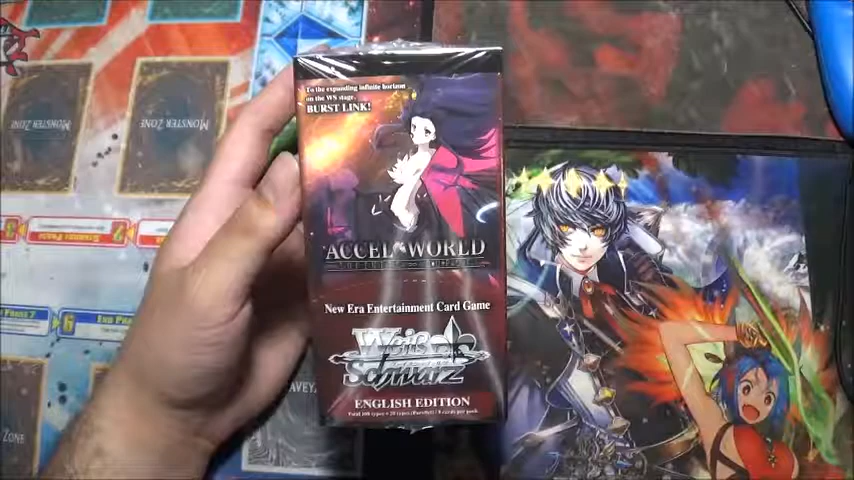 To the expanding infinite horizon
on the WS stage.
BURST LINK!
ACCEL WORLD
New Era Entertainment Card Game
Weiß
Schwarz
ENGLISH EDITION
MONSTER ZONE
MONSTER ZONE
END PHASE
ZONE